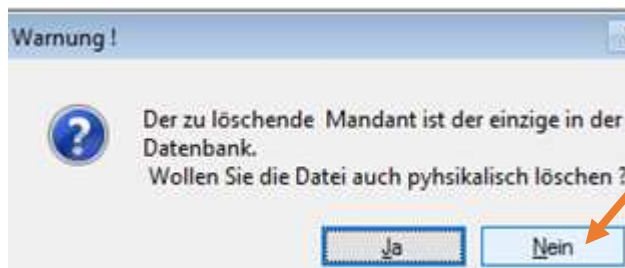 Warnung !
Der zu löschende Mandant ist der einzige in der
Datenbank.
Wollen Sie die Datei auch pyhsikalisch löschen ?
Ja
Nein